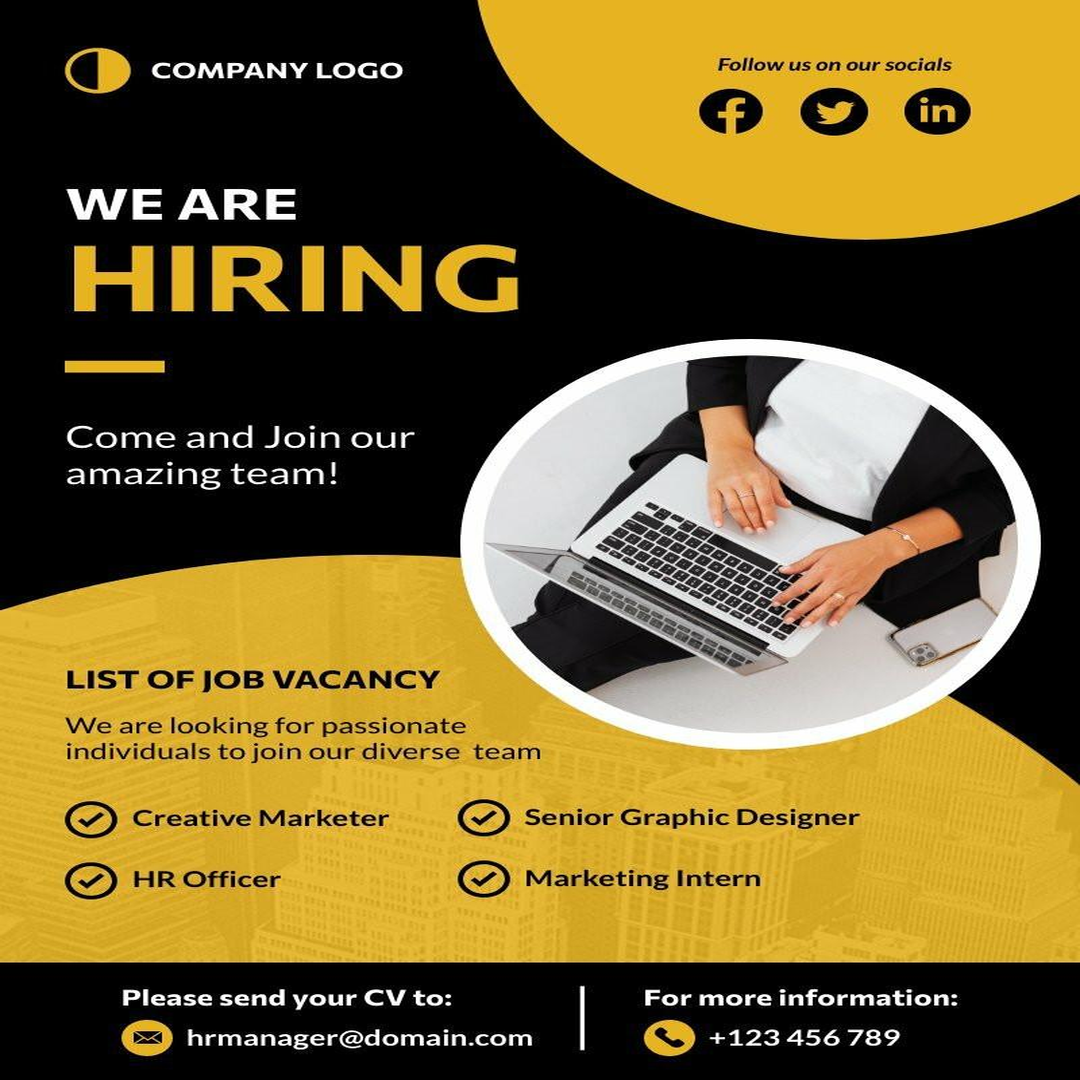 COMPANY LOGO
Follow us on our socials
WE ARE
HIRING
Come and Join our
amazing team!
LIST OF JOB VACANCY
We are looking for passionate
individuals to join our diverse team
Creative Marketer
Senior Graphic Designer
HR Officer
Marketing Intern
Please send your CV to:
hrmanager@domain.com
For more information:
+123 456 789